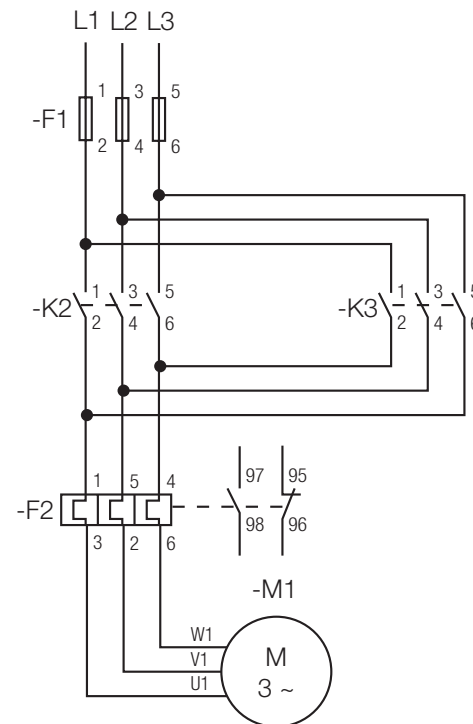 L1 L2 L3
1 3 5
-F1
2 4 6
1 3 5 1 3 5
-K2 -K3
2 4 6 2 4 6
1 5 4 97 95
-F2
3 2 6 98 96
-M1
W1 M
V1
U1 3 ~